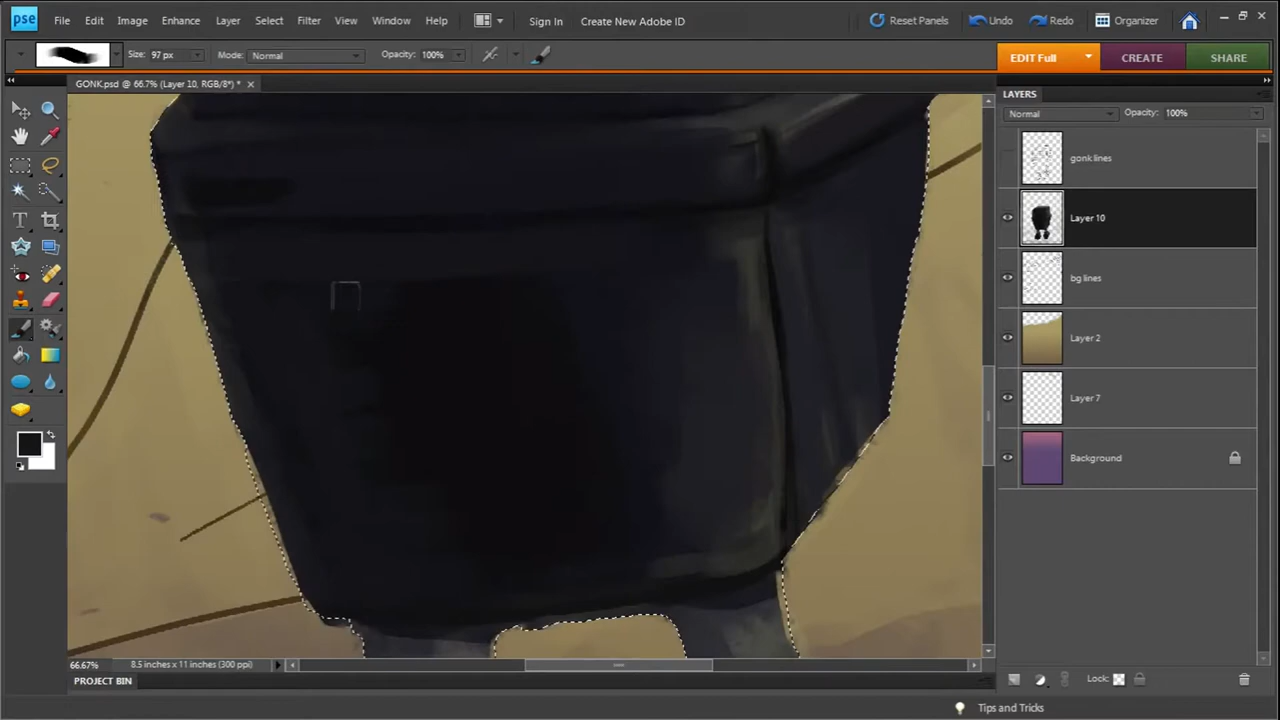 pse File Edit Image Enhance Layer Select Filter View Window Help Sign In Create New Adobe ID Reset Panels Undo Redo Organizer
Size: 97 px Mode: Normal Opacity: 100% EDIT Full CREATE SHARE
GONK.psd @ 66.7% (Layer 10, RGB/8*) *
LAYERS
Normal Opacity: 100%
gonk lines
Layer 10
bg lines
Layer 2
Layer 7
Background
66.67% 8.5 inches x 11 inches (300 ppi)
Lock:
PROJECT BIN
Tips and Tricks